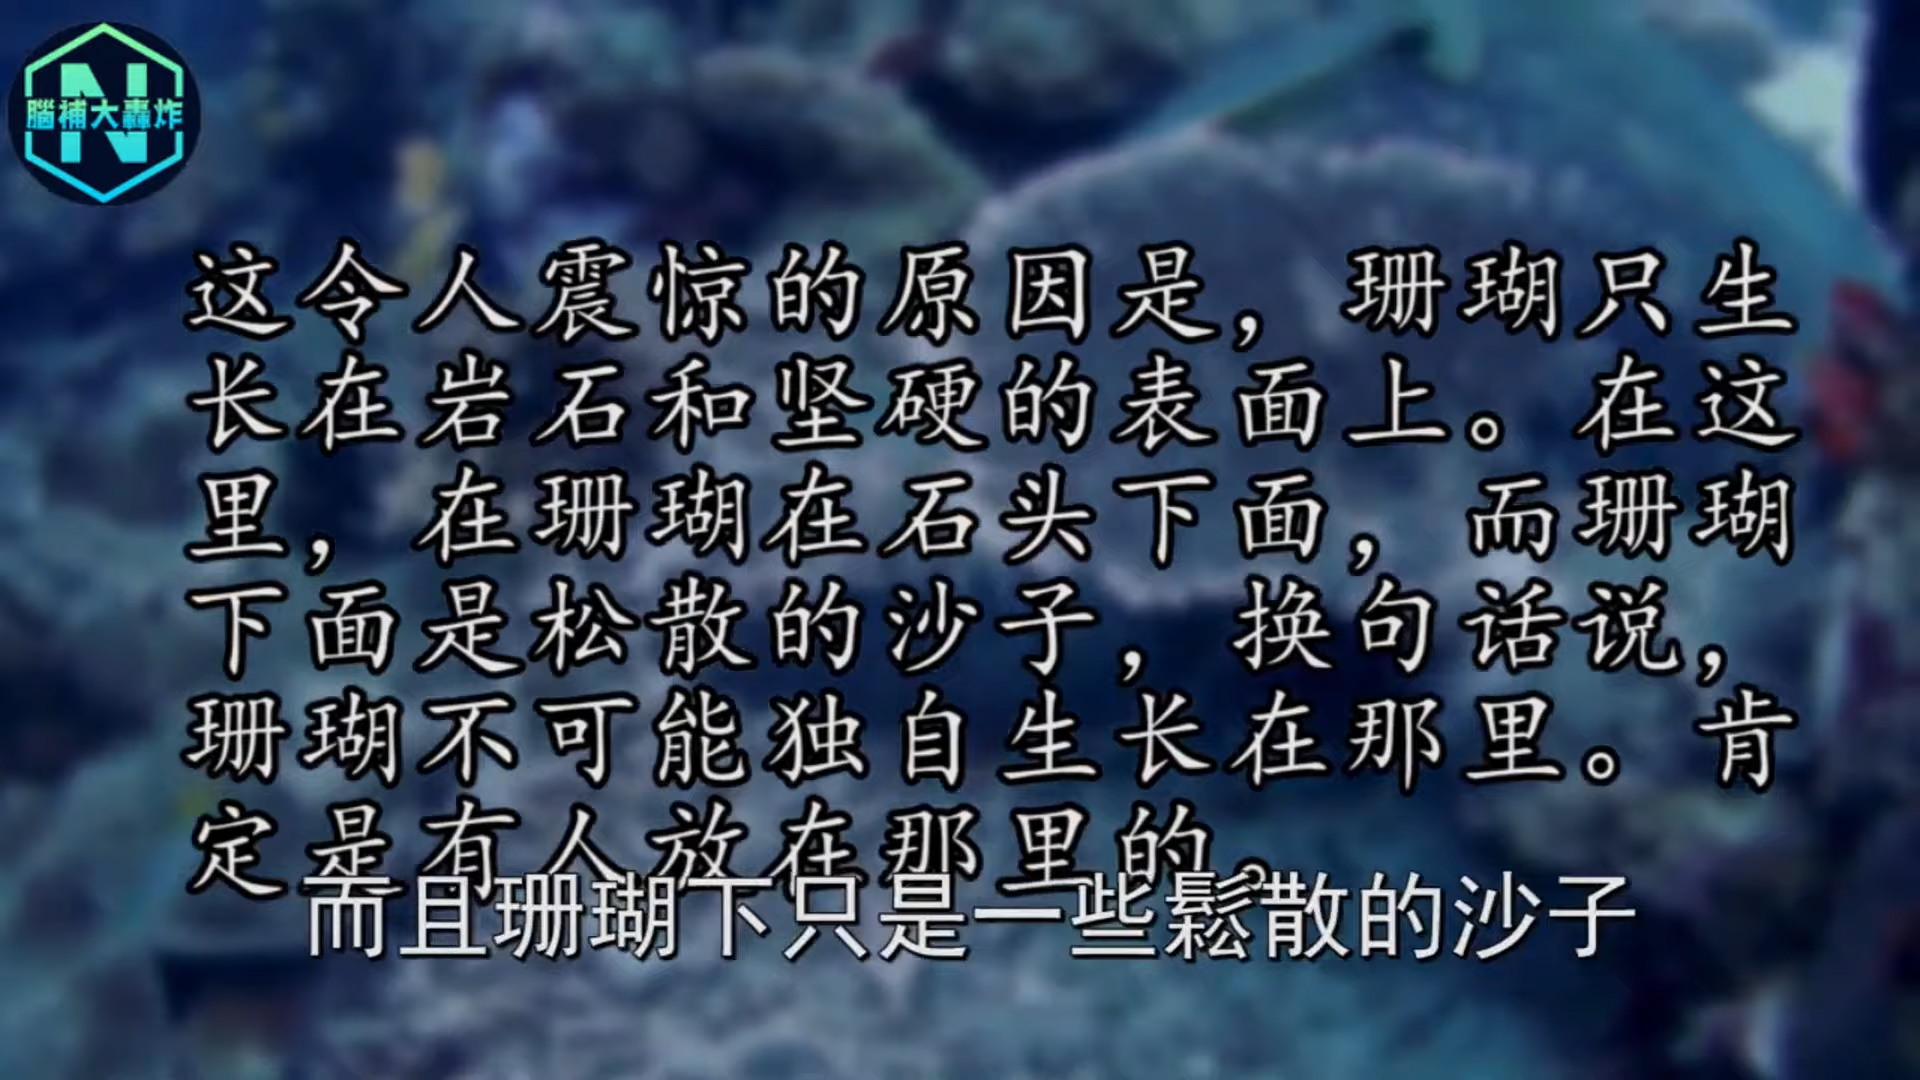 腦補大轟炸
这令人震惊的原因是，珊瑚只生
长在岩石和坚硬的表面上。在这
里，在珊瑚在石头下面，而珊瑚
下面是松散的沙子，换句话说，
珊瑚不可能独自生长在那里。肯
定是有人放在那里的。
而且珊瑚下只是一些鬆散的沙子